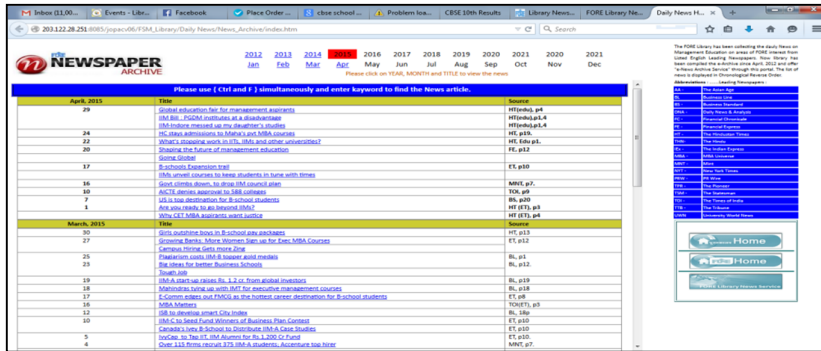 Inbox (11,00...
Events - Libr...
Facebook
Place Order ...
cbse school ...
Problem loa...
CBSE 10th Results
Library News...
FORE Library Ne...
Daily News H...
203.122.28.251:8085/jopacv06/FSM_Library/Daily News/News_Archive/index.htm
Search
NEWSPAPER
ARCHIVE
2012 2013 2014 2015 2016 2017 2018 2019 2020 2021 2020 2021
Jan Feb Mar Apr May Jun Jul Aug Sep Oct Nov Dec
Please click on YEAR, MONTH and TITLE to view the news
The FORE Library has been collecting the daily News on
Management Education on areas of FORE interest from
Listed English Leading Newspapers. Now library has
been compiled the e-Archive since April, 2012 and offer
"e-News Archive Service" through this portal. The list of
news is displayed in Chronological Reverse Order.
Please use ( Ctrl and F ) simultaneously and enter keyword to find the News article.
April, 2015 Title Source
29 Global education fair for management aspirants HT(edu), p4
IIM Bill : PGDM institutes at a disadvantage HT(edu),p1,4
IIM-Indore messed up my daughter's studies HT(edu),p1,4
24 HC stays admissions to Maha's pvt MBA courses HT, p19,
22 What's stopping work in IITs, IIMs and other universities? HT, Edu p1.
20 Shaping the future of management education FE, p12
Going Global
17 B-schools Expansion trail ET, p10
IIMs unveil courses to keep students in tune with times
16 Govt climbs down, to drop IIM council plan MNT, p7.
10 AICTE denies approval to 588 colleges TOI, p9
7 US is top destination for B-school students BS, p20
1 Are you ready to go beyond IIMs? HT (ET), p3
Why CET MBA aspirants want justice HT (ET), p4
March, 2015 Title Source
30 Girls outshine boys in B-school pay packages HT, p13
27 Growing Banks: More Women Sign up for Exec MBA Courses ET, p12
Campus Hiring Gets more Zing
25 Plagiarism costs IIM-B topper gold medals BL, p1
23 Big ideas for better Business Schools BL, p12.
Tough Job
19 IIM-A start-up raises Rs. 1.2 cr. from global investors BL, p19
18 Mahindras tying up with IMT for executive management courses BL, p18
17 E-Comm edges out FMCG as the hottest career destination for B-school students ET, p8
16 MBA Matters TOI(ET), p3
12 ISB to develop smart City Index BL, 18p
10 IIM-C to Seed Fund Winners of Business Plan Contest ET, p10
Canada's Ivey B-School to Distribute IIM-A Case Studies ET, p10
5 IvyCap to Tap IIT, IIM Alumni for Rs.1,200 Cr Fund ET, p10.
4 Over 115 firms recruit 375 IIM-A students; Accenture top hirer MNT, p7.
Abbreviations : ...... Leading Newspapers
AA - The Asian Age
BL Business Line
BS - Business Standard
DNA - Daily News & Analysis
FC - Financial Chronicle
FE - Financial Express
HT - The Hindustan Times
THN- The Hindu
IEx - The Indian Express
MBA - MBA Universe
MNT - Mint
NYT - New York Times
PRW - PR Wire
TPR - The Pioneer
TSM - The Statesman
TOI - The Times of India
TTB - The Tribune
UWN University World News
Home
Home
FORE Library News Service